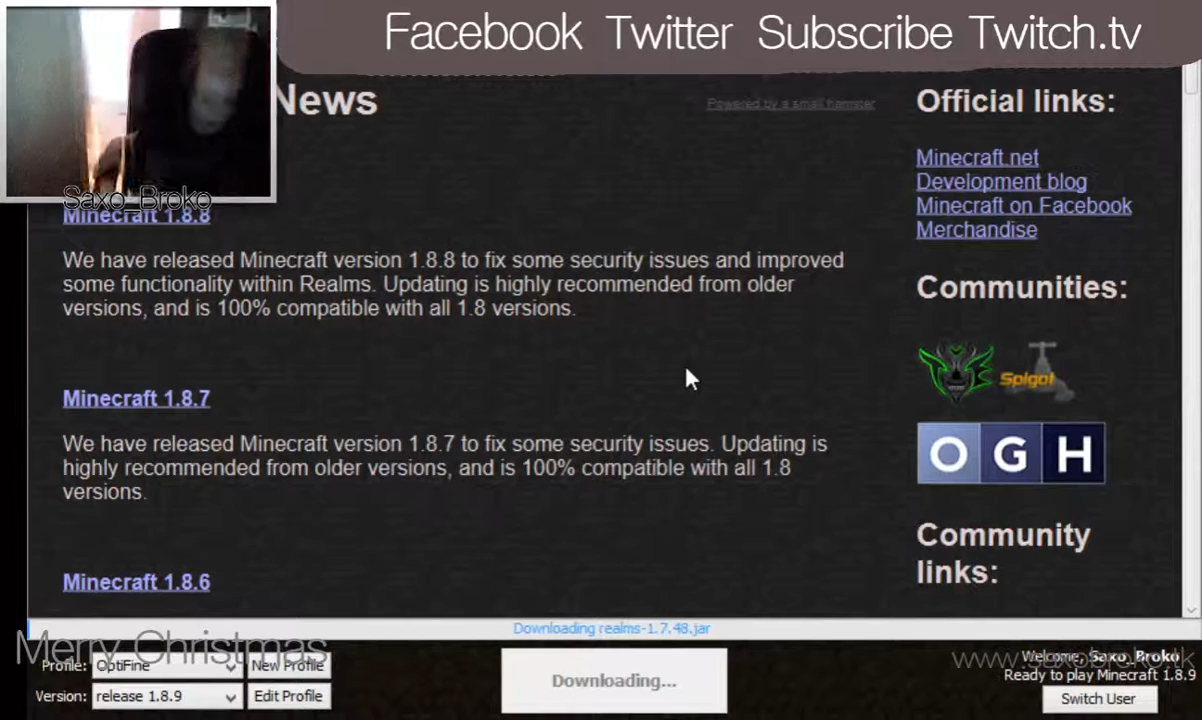 Facebook Twitter Subscribe Twitch.tv
News
Powered by a small hamster
Official links:
Saxo_Broko
Minecraft 1.8.8
Minecraft.net
Development blog
Minecraft on Facebook
Merchandise
We have released Minecraft version 1.8.8 to fix some security issues and improved
some functionality within Realms. Updating is highly recommended from older
versions, and is 100% compatible with all 1.8 versions.
Communities:
Spigot
Minecraft 1.8.7
We have released Minecraft version 1.8.7 to fix some security issues. Updating is
highly recommended from older versions, and is 100% compatible with all 1.8
versions.
O G H
Community
links:
Minecraft 1.8.6
Downloading realms-1.7.48.jar
Merry Christmas
Profile: OptiFine New Profile
Version: release 1.8.9 Edit Profile
Downloading...
www.saxobroko.tk
Welcome, Saxo_Broko
Ready to play Minecraft 1.8.9
Switch User